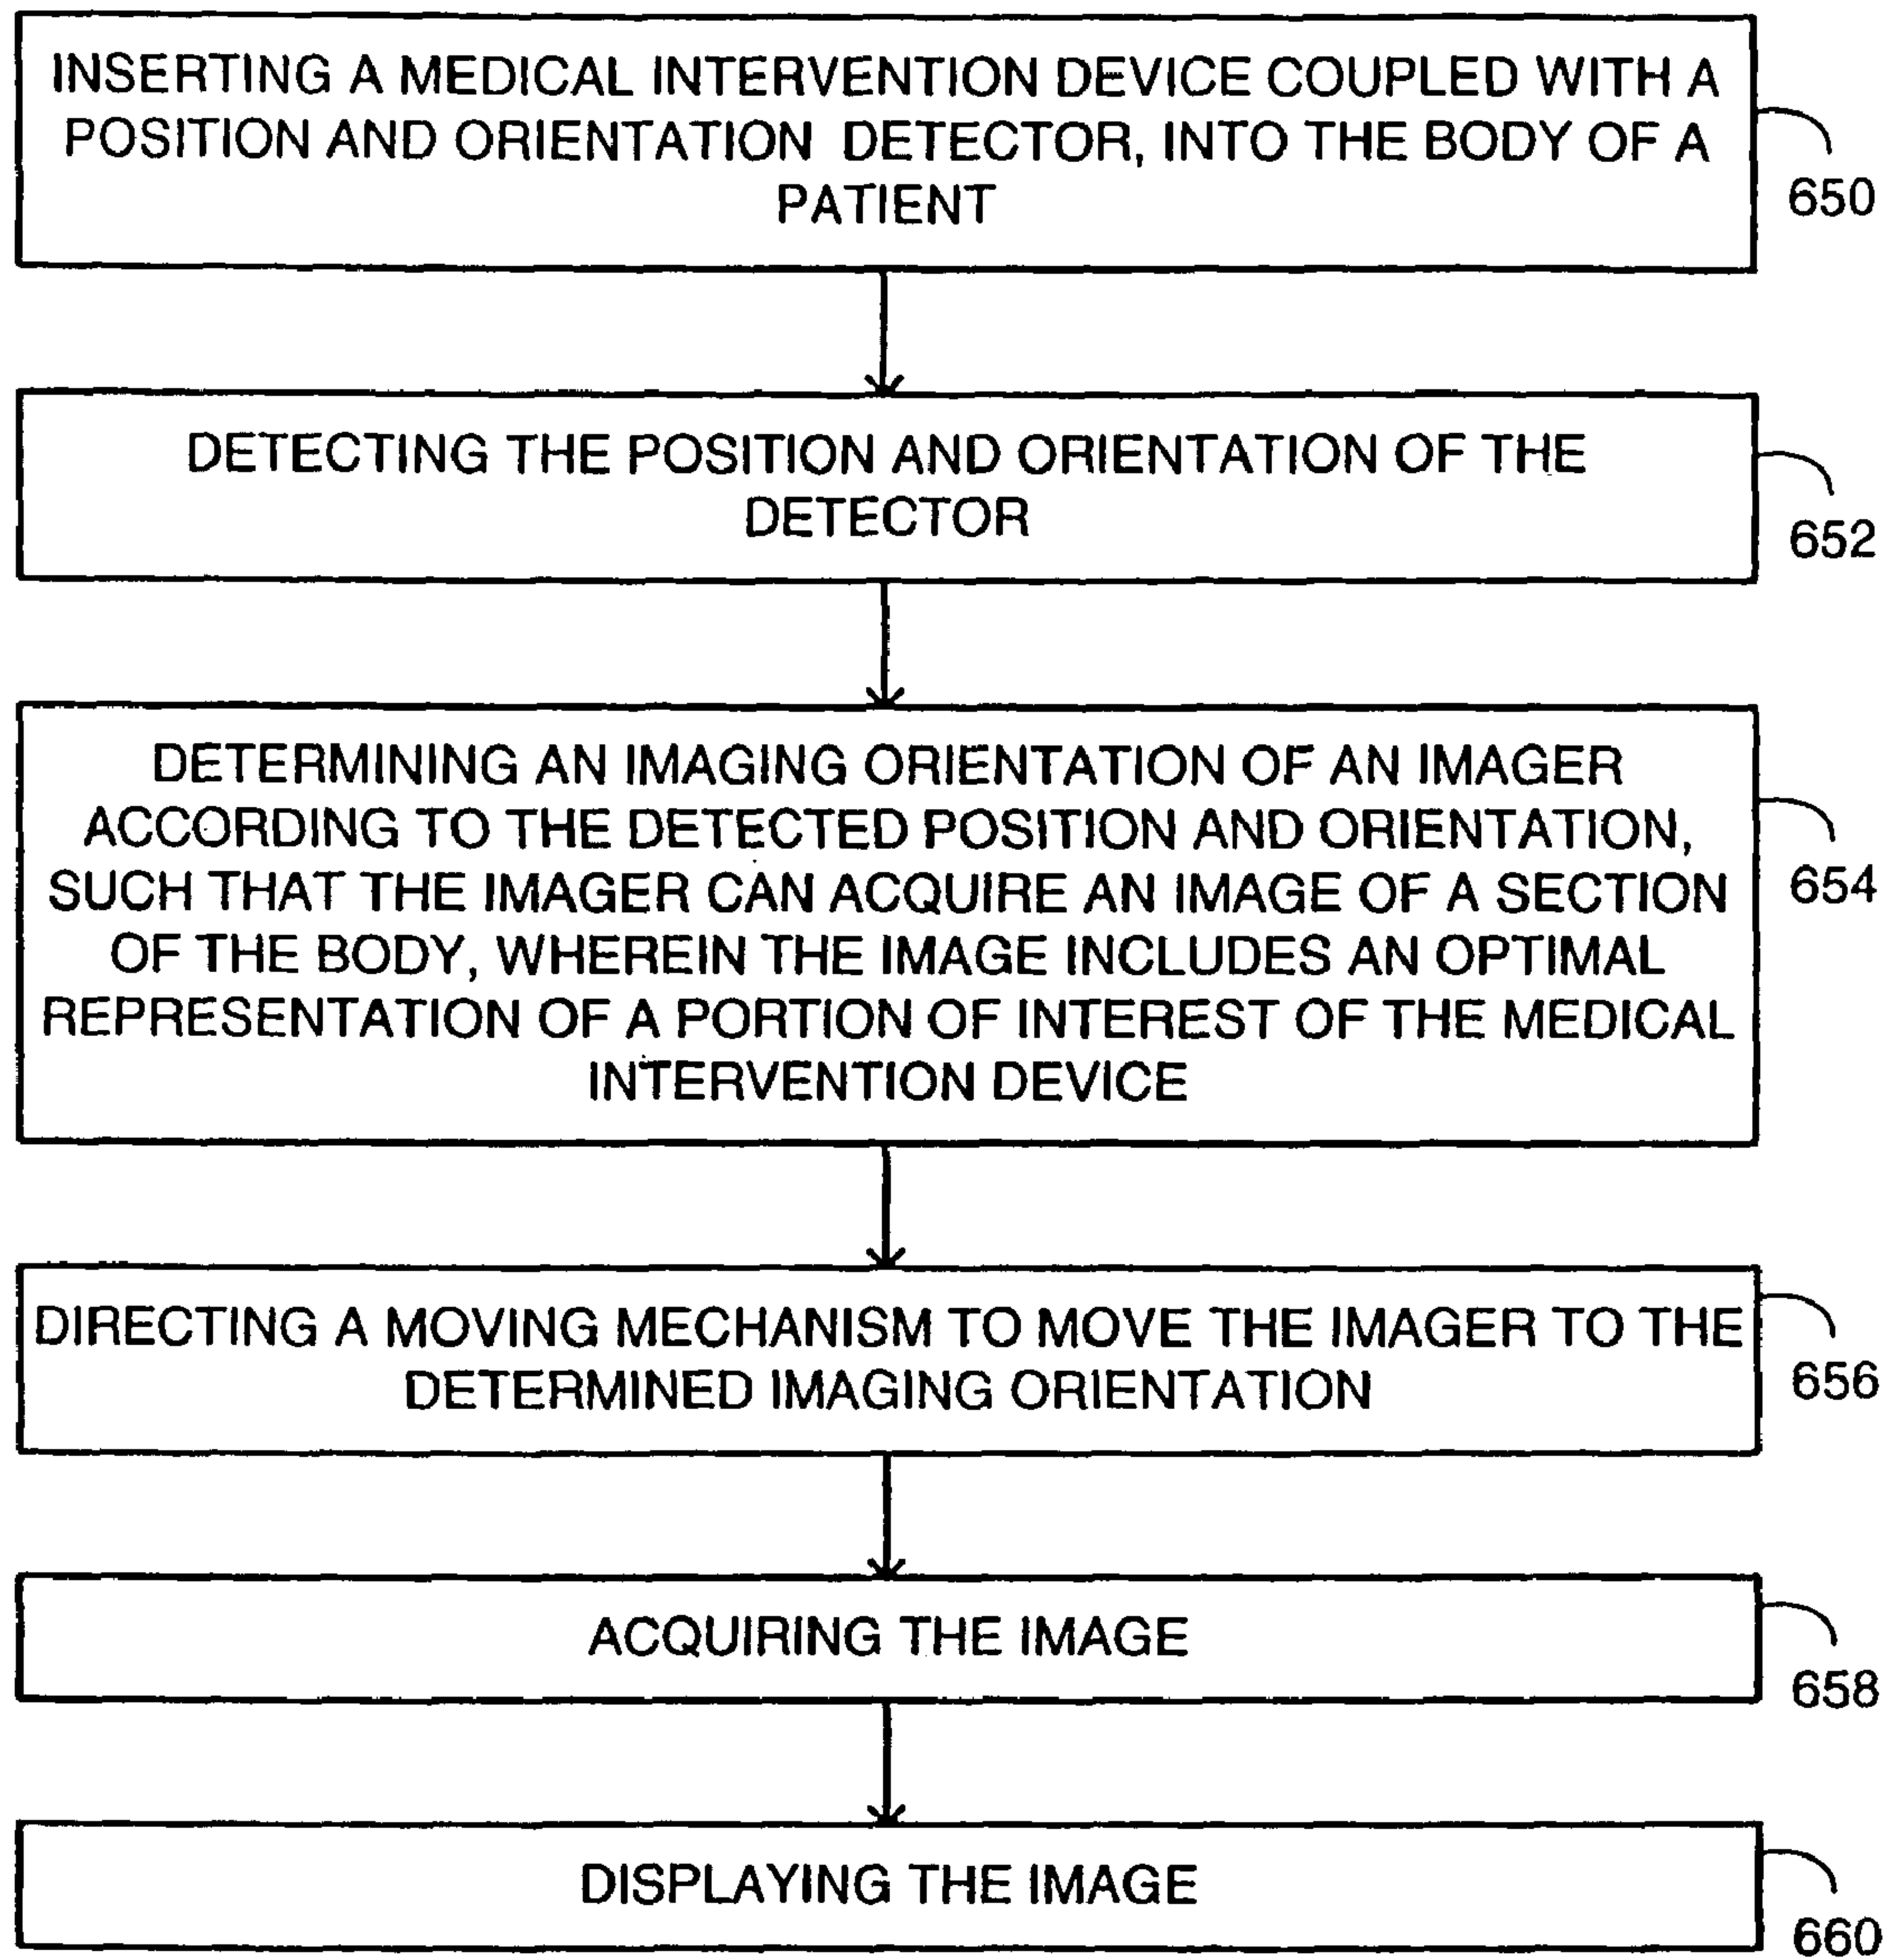 INSERTING A MEDICAL INTERVENTION DEVICE COUPLED WITH A
POSITION AND ORIENTATION DETECTOR, INTO THE BODY OF A
PATIENT
650
DETECTING THE POSITION AND ORIENTATION OF THE
DETECTOR
652
DETERMINING AN IMAGING ORIENTATION OF AN IMAGER
ACCORDING TO THE DETECTED POSITION AND ORIENTATION,
SUCH THAT THE IMAGER CAN ACQUIRE AN IMAGE OF A SECTION
OF THE BODY, WHEREIN THE IMAGE INCLUDES AN OPTIMAL
REPRESENTATION OF A PORTION OF INTEREST OF THE MEDICAL
INTERVENTION DEVICE
654
DIRECTING A MOVING MECHANISM TO MOVE THE IMAGER TO THE
DETERMINED IMAGING ORIENTATION
656
ACQUIRING THE IMAGE
658
DISPLAYING THE IMAGE
660